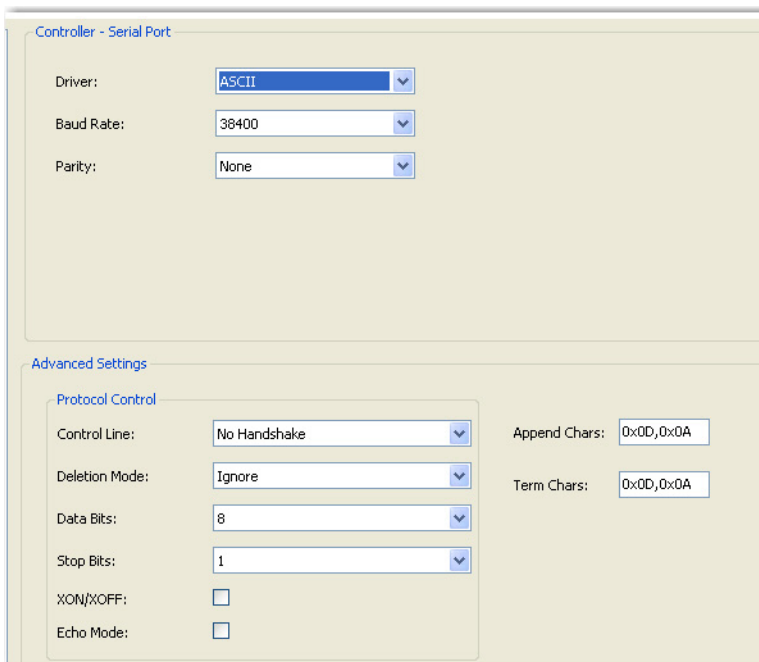 Controller - Serial Port
Driver: ASCII
Baud Rate: 38400
Parity: None
Advanced Settings
Protocol Control
Control Line: No Handshake
Append Chars: 0x0D,0x0A
Deletion Mode: Ignore
Term Chars: 0x0D,0x0A
Data Bits: 8
Stop Bits: 1
XON/XOFF:
Echo Mode: